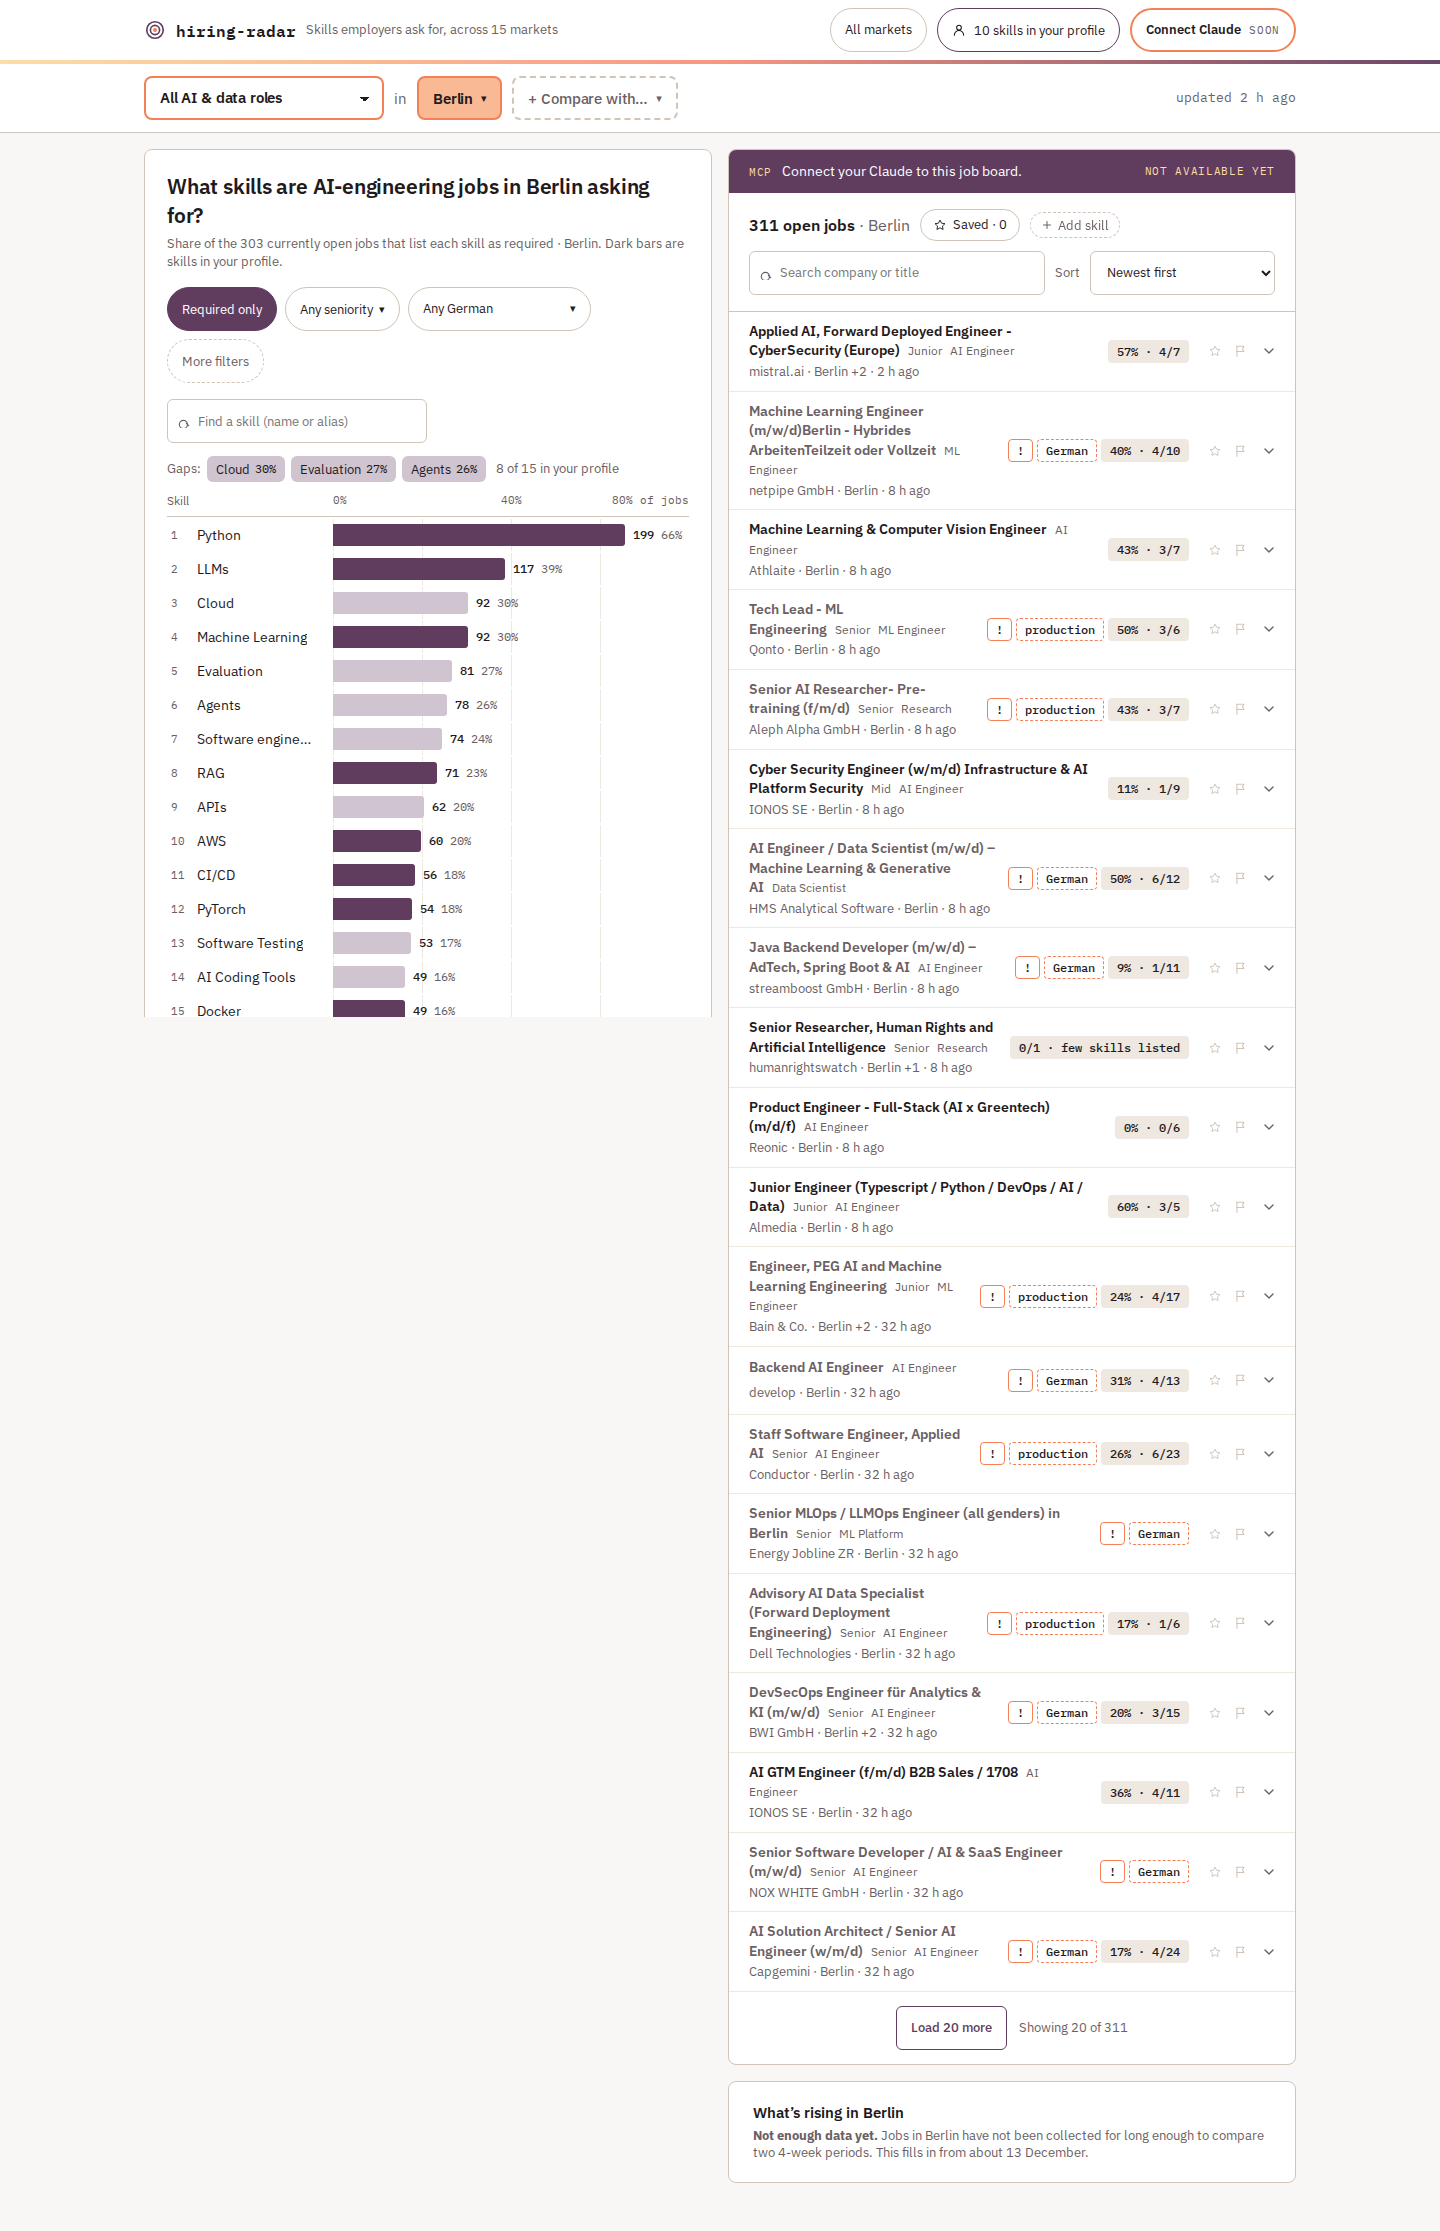 hiring-radar Skills employers ask for, across 15 markets All markets 10 skills in your profile Connect Claude SOON
All AI & data roles in Berlin ▾ + Compare with... ▾ updated 2 h ago
What skills are AI-engineering jobs in Berlin asking
for?
Share of the 303 currently open jobs that list each skill as required · Berlin. Dark bars are
skills in your profile.
Required only Any seniority ▾ Any German ▾
More filters
Find a skill (name or alias)
Gaps: Cloud 30% Evaluation 27% Agents 26% 8 of 15 in your profile
Skill 0% 40% 80% of jobs
1 Python 199 66%
2 LLMs 117 39%
3 Cloud 92 30%
4 Machine Learning 92 30%
5 Evaluation 81 27%
6 Agents 78 26%
7 Software engine... 74 24%
8 RAG 71 23%
9 APIs 62 20%
10 AWS 60 20%
11 CI/CD 56 18%
12 PyTorch 54 18%
13 Software Testing 53 17%
14 AI Coding Tools 49 16%
15 Docker 49 16%
MCP Connect your Claude to this job board. NOT AVAILABLE YET
311 open jobs · Berlin Saved · 0 + Add skill
Search company or title Sort Newest first
Applied AI, Forward Deployed Engineer -
CyberSecurity (Europe) Junior AI Engineer 57% · 4/7
mistral.ai · Berlin +2 · 2 h ago
Machine Learning Engineer
(m/w/d)Berlin - Hybrides
ArbeitenTeilzeit oder Vollzeit ML ! German 40% · 4/10
Engineer
netpipe GmbH · Berlin · 8 h ago
Machine Learning & Computer Vision Engineer AI
Engineer 43% · 3/7
Athlaite · Berlin · 8 h ago
Tech Lead - ML
Engineering Senior ML Engineer ! production 50% · 3/6
Qonto · Berlin · 8 h ago
Senior AI Researcher- Pre-
training (f/m/d) Senior Research ! production 43% · 3/7
Aleph Alpha GmbH · Berlin · 8 h ago
Cyber Security Engineer (w/m/d) Infrastructure & AI
Platform Security Mid AI Engineer 11% · 1/9
IONOS SE · Berlin · 8 h ago
AI Engineer / Data Scientist (m/w/d) –
Machine Learning & Generative
AI Data Scientist ! German 50% · 6/12
HMS Analytical Software · Berlin · 8 h ago
Java Backend Developer (m/w/d) –
AdTech, Spring Boot & AI AI Engineer ! German 9% · 1/11
streamboost GmbH · Berlin · 8 h ago
Senior Researcher, Human Rights and
Artificial Intelligence Senior Research 0/1 · few skills listed
humanrightswatch · Berlin +1 · 8 h ago
Product Engineer - Full-Stack (AI x Greentech)
(m/d/f) AI Engineer 0% · 0/6
Reonic · Berlin · 8 h ago
Junior Engineer (Typescript / Python / DevOps / AI /
Data) Junior AI Engineer 60% · 3/5
Almedia · Berlin · 8 h ago
Engineer, PEG AI and Machine
Learning Engineering Junior ML ! production 24% · 4/17
Engineer
Bain & Co. · Berlin +2 · 32 h ago
Backend AI Engineer AI Engineer ! German 31% · 4/13
develop · Berlin · 32 h ago
Staff Software Engineer, Applied
AI Senior AI Engineer ! production 26% · 6/23
Conductor · Berlin · 32 h ago
Senior MLOps / LLMOps Engineer (all genders) in
Berlin Senior ML Platform ! German
Energy Jobline ZR · Berlin · 32 h ago
Advisory AI Data Specialist
(Forward Deployment
Engineering) Senior AI Engineer ! production 17% · 1/6
Dell Technologies · Berlin · 32 h ago
DevSecOps Engineer für Analytics &
KI (m/w/d) Senior AI Engineer ! German 20% · 3/15
BWI GmbH · Berlin +2 · 32 h ago
AI GTM Engineer (f/m/d) B2B Sales / 1708 AI
Engineer 36% · 4/11
IONOS SE · Berlin · 32 h ago
Senior Software Developer / AI & SaaS Engineer
(m/w/d) Senior AI Engineer ! German
NOX WHITE GmbH · Berlin · 32 h ago
AI Solution Architect / Senior AI
Engineer (w/m/d) Senior AI Engineer ! German 17% · 4/24
Capgemini · Berlin · 32 h ago
Load 20 more Showing 20 of 311
What's rising in Berlin
Not enough data yet. Jobs in Berlin have not been collected for long enough to compare
two 4-week periods. This fills in from about 13 December.